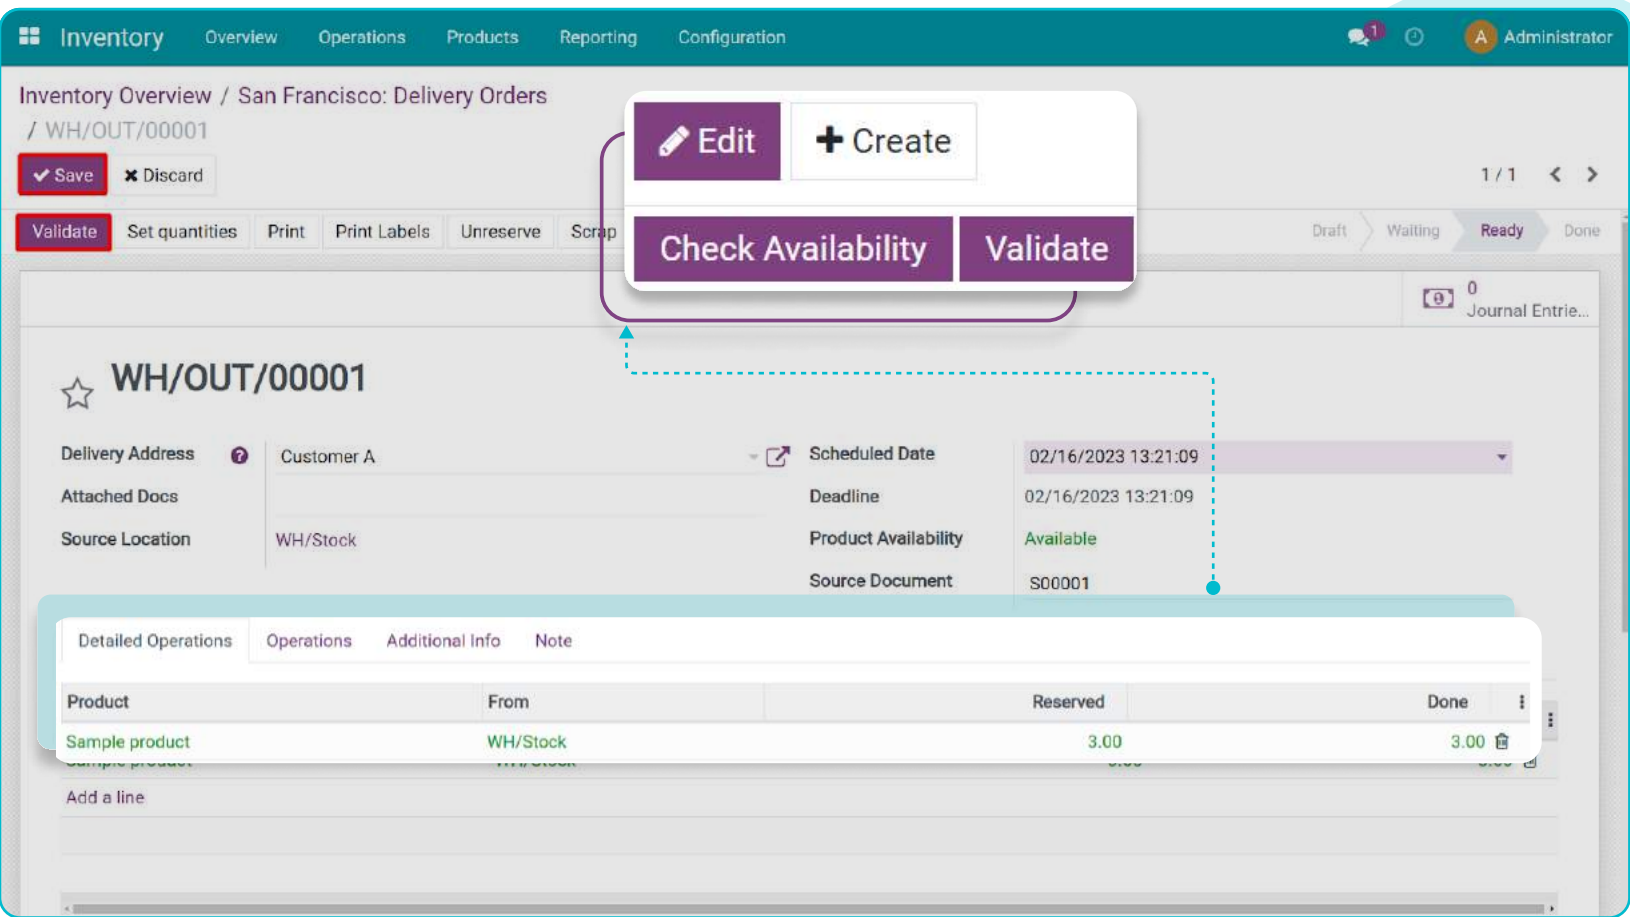 Inventory Overview Operations Products Reporting Configuration 1 A Administrator
Inventory Overview / San Francisco: Delivery Orders
/ WH/OUT/00001
Edit Create
Save Discard 1 / 1
Validate Set quantities Print Print Labels Unreserve Scrap Draft Waiting Ready Done
Check Availability Validate
0
Journal Entrie...
WH/OUT/00001
Delivery Address ? Customer A Scheduled Date 02/16/2023 13:21:09
Attached Docs Deadline 02/16/2023 13:21:09
Source Location WH/Stock Product Availability Available
Source Document S00001
Detailed Operations Operations Additional Info Note
Product From Reserved Done
Sample product WH/Stock 3.00 3.00
Sample product WH/Stock
Add a line